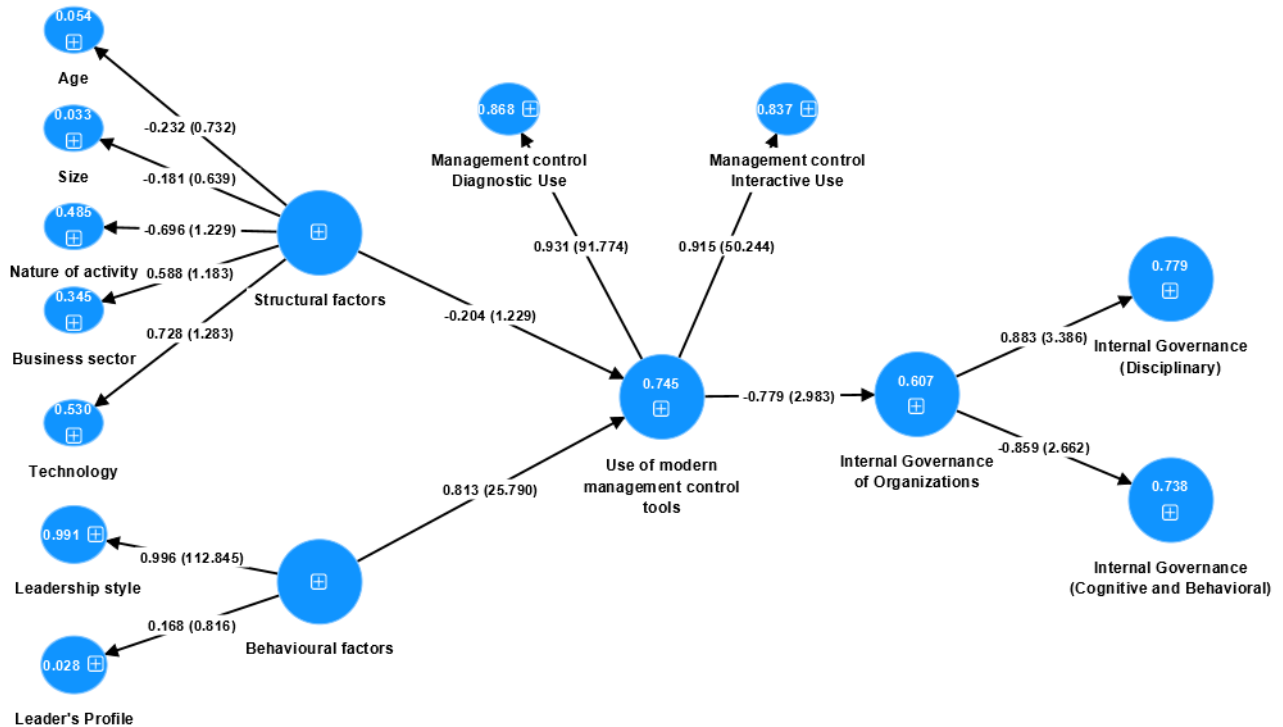 0.054
Age
0.033
Size
0.485
Nature of activity
0.345
Business sector
0.530
Technology
0.991
Leadership style
0.028
Leader's Profile
-0.232 (0.732)
-0.181 (0.639)
-0.696 (1.229)
0.588 (1.183)
0.728 (1.283)
0.996 (112.845)
0.168 (0.816)
Structural factors
Behavioural factors
-0.204 (1.229)
0.813 (25.790)
0.868
Management control
Diagnostic Use
0.837
Management control
Interactive Use
0.931 (91.774)
0.915 (50.244)
0.745
Use of modern
management control
tools
-0.779 (2.983)
0.607
Internal Governance
of Organizations
0.883 (3.386)
-0.859 (2.662)
0.779
Internal Governance
(Disciplinary)
0.738
Internal Governance
(Cognitive and Behavioral)